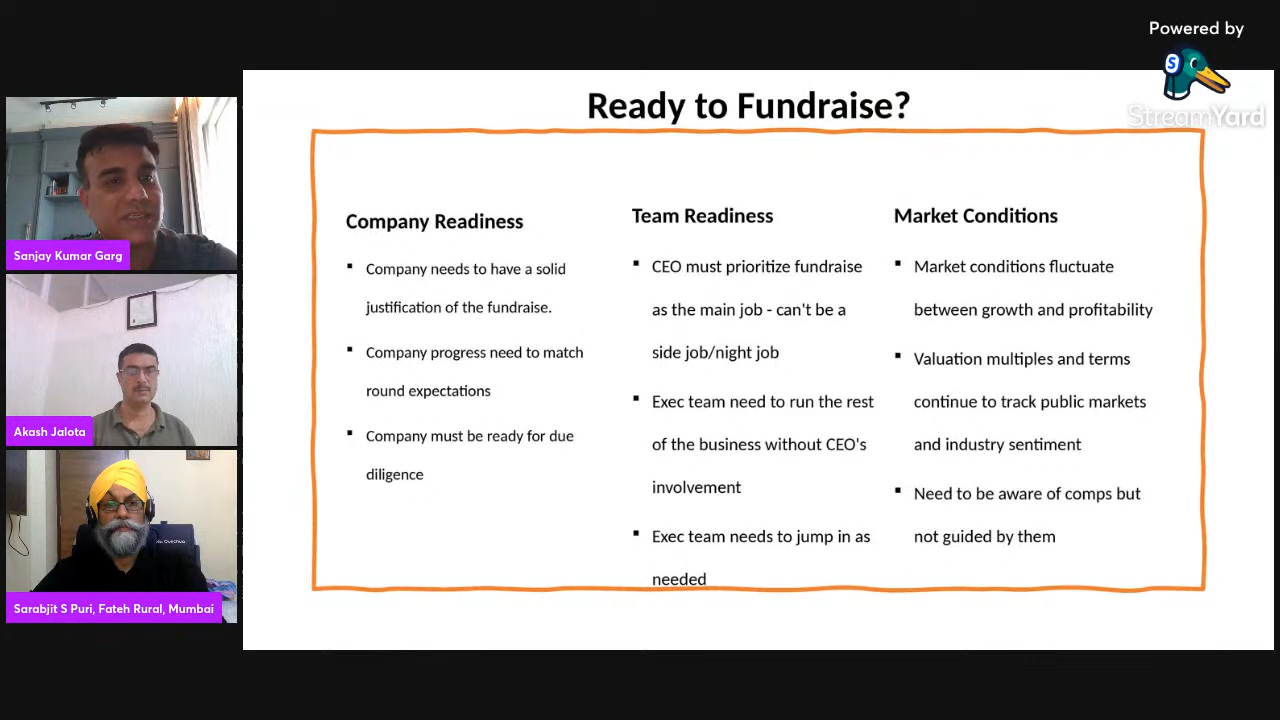 Powered by
StreamYard
Ready to Fundraise?
Company Readiness
▪ Company needs to have a solid
justification of the fundraise.
▪ Company progress need to match
round expectations
▪ Company must be ready for due
diligence
Team Readiness
▪ CEO must prioritize fundraise
as the main job - can't be a
side job/night job
▪ Exec team need to run the rest
of the business without CEO's
involvement
▪ Exec team needs to jump in as
needed
Market Conditions
▪ Market conditions fluctuate
between growth and profitability
▪ Valuation multiples and terms
continue to track public markets
and industry sentiment
▪ Need to be aware of comps but
not guided by them
Sanjay Kumar Garg
Akash Jalota
Sarabjit S Puri, Fateh Rural, Mumbai